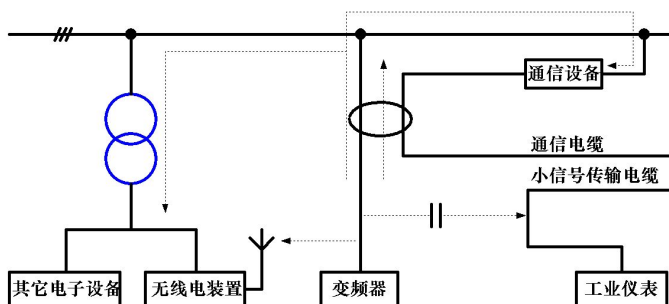 通信设备
通信电缆
小信号传输电缆
其它电子设备
无线电装置
变频器
工业仪表